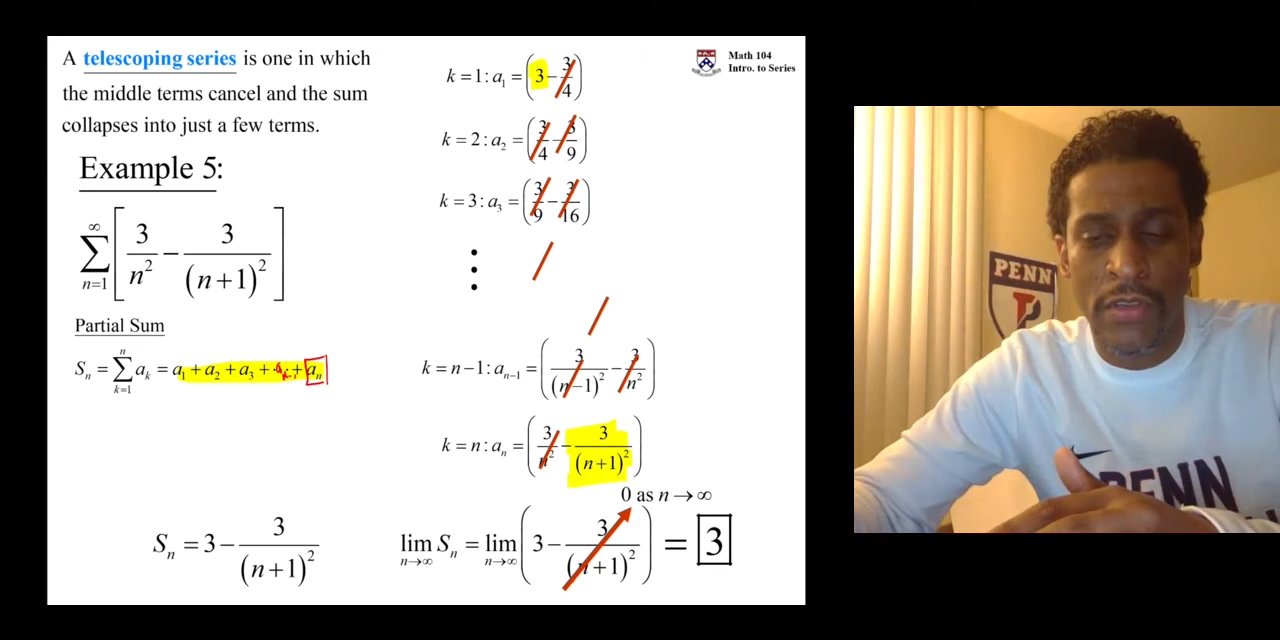 A telescoping series is one in which
the middle terms cancel and the sum
collapses into just a few terms.
Example 5:
∞
∑ [ 3/n² − 3/(n+1)² ]
n=1
Partial Sum
n
Sₙ = ∑ aₖ = a₁ + a₂ + a₃ + ⋯ + aₙ
k=1
Sₙ = 3 − 3/(n+1)²
k = 1 : a₁ = (3 − 3/4)
k = 2 : a₂ = (3/4 − 3/9)
k = 3 : a₃ = (3/9 − 3/16)
⋮
k = n−1 : aₙ₋₁ = (3/(n−1)² − 3/n²)
k = n : aₙ = (3/n² − 3/(n+1)²)
0 as n → ∞
lim Sₙ = lim (3 − 3/(n+1)²) = 3
n→∞ n→∞
Math 104
Intro. to Series
PENN
P
PENN